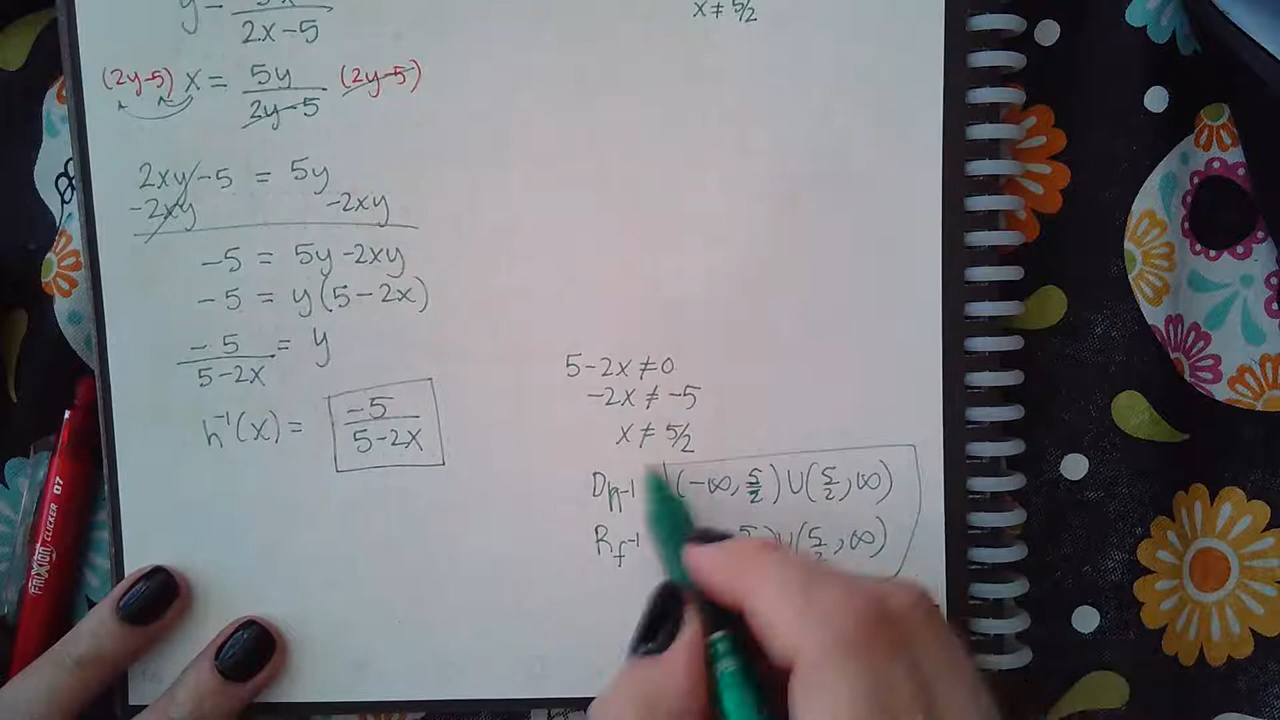 y =
2x-5
x ≠ 5/2
(2y-5) x = 5y/2y-5 (2y-5)
2xy-5 = 5y
-2xy -2xy
-5 = 5y-2xy
-5 = y(5-2x)
-5/5-2x = y
h⁻¹(x) = -5/5-2x
5-2x≠0
-2x ≠ -5
x ≠ 5/2
D h-1 (-∞, 5/2) U (5/2, ∞)
R f-1 U (5/2, ∞)
FRIXION CLICKER 07